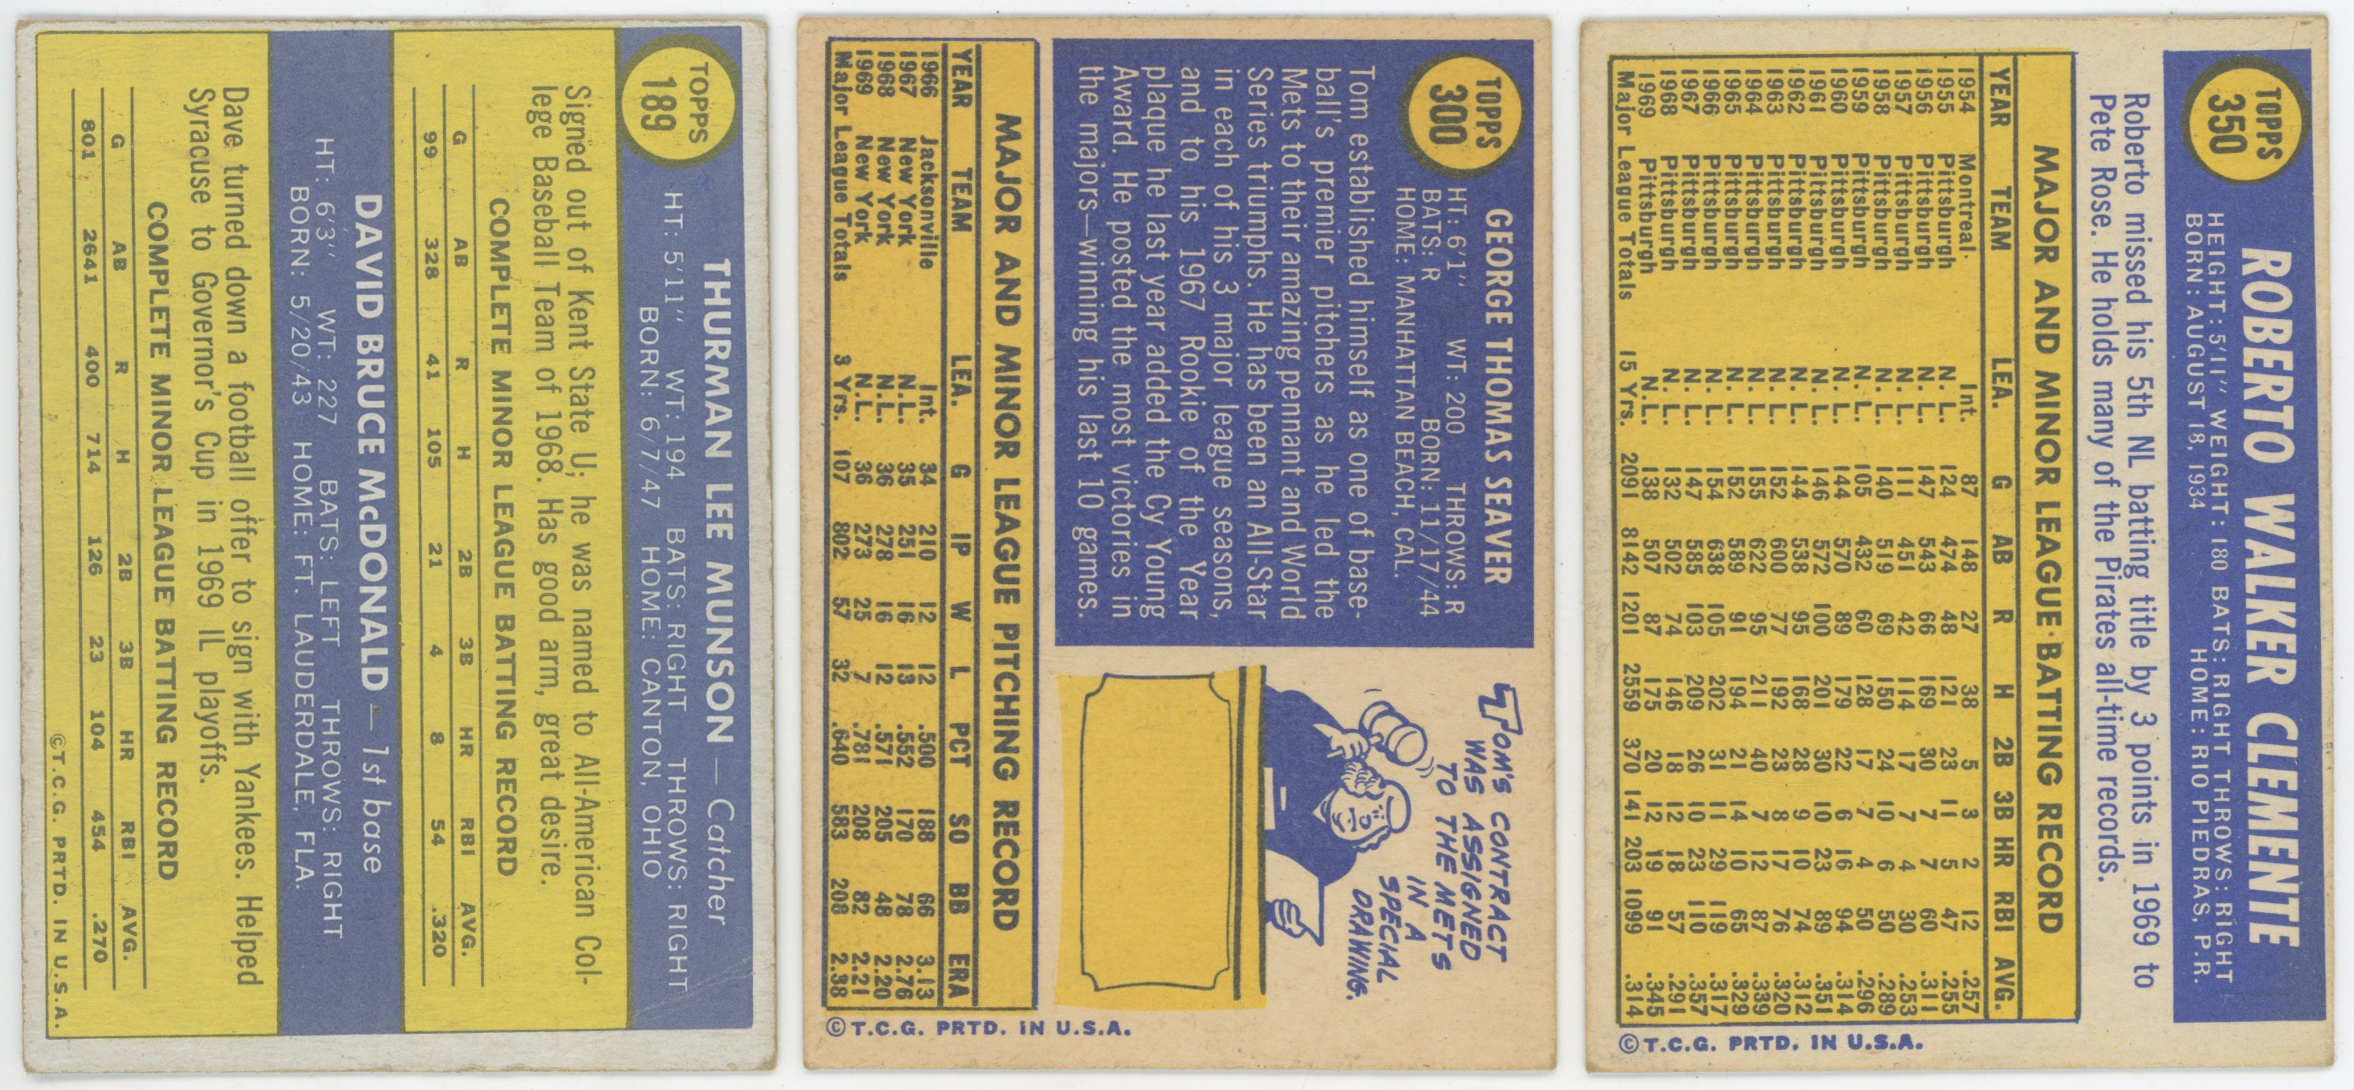 TOPPS
189
THURMAN LEE MUNSON — Catcher
HT: 5'11" WT: 194 BATS: RIGHT THROWS: RIGHT
BORN: 6/7/47 HOME: CANTON, OHIO
Signed out of Kent State U; he was named to All-American Col-
lege Baseball Team of 1968. Has good arm, great desire.
COMPLETE MINOR LEAGUE BATTING RECORD
G AB R H 2B 3B HR RBI AVG.
99 328 41 105 21 4 8 54 .320
DAVID BRUCE McDONALD — 1st base
HT: 6'3" WT: 227 BATS: LEFT THROWS: RIGHT
BORN: 5/20/43 HOME: FT. LAUDERDALE, FLA.
Dave turned down a football offer to sign with Yankees. Helped
Syracuse to Governor's Cup in 1969 IL playoffs.
COMPLETE MINOR LEAGUE BATTING RECORD
G AB R H 2B 3B HR RBI AVG.
801 2641 400 714 126 23 104 454 .270
©T.C.G. PRTD. IN U.S.A.
TOPPS
300
GEORGE THOMAS SEAVER
HT: 6'1" WT: 200 THROWS: R
BATS: R BORN: 11/17/44
HOME: MANHATTAN BEACH, CAL.
Tom established himself as one of base-
ball's premier pitchers as he led the
Mets to their amazing pennant and World
Series triumphs. He has been an All-Star
in each of his 3 major league seasons,
and to his 1967 Rookie of the Year
plaque he last year added the Cy Young
Award. He posted the most victories in
the majors—winning his last 10 games.
TOM'S CONTRACT
WAS ASSIGNED
TO THE METS
IN A
SPECIAL
DRAWING.
MAJOR AND MINOR LEAGUE PITCHING RECORD
YEAR TEAM LEA. G IP W L PCT SO BB ERA
1966 Jacksonville Int. 34 210 12 12 .500 188 66 3.13
1967 New York N.L. 35 251 16 13 .552 170 78 2.76
1968 New York N.L. 36 278 16 12 .571 205 48 2.20
1969 New York N.L. 36 273 25 7 .781 208 82 2.21
Major League Totals 3 Yrs. 107 802 57 32 .640 583 208 2.38
©T.C.G. PRTD. IN U.S.A.
TOPPS
350
ROBERTO WALKER CLEMENTE
HEIGHT: 5'11" WEIGHT: 180 BATS: RIGHT THROWS: RIGHT
BORN: AUGUST 18, 1934 HOME: RIO PIEDRAS, P.R.
Roberto missed his 5th NL batting title by 3 points in 1969 to
Pete Rose. He holds many of the Pirates all-time records.
MAJOR AND MINOR LEAGUE BATTING RECORD
YEAR TEAM LEA. G AB R H 2B 3B HR RBI AVG.
1954 Montreal Int. 87 148 27 38 5 3 2 12 .257
1955 Pittsburgh N.L. 124 474 48 121 23 11 5 47 .255
1956 Pittsburgh N.L. 147 543 66 169 30 7 7 60 .311
1957 Pittsburgh N.L. 111 451 42 114 17 7 4 30 .253
1958 Pittsburgh N.L. 140 519 69 150 24 10 6 50 .289
1959 Pittsburgh N.L. 105 432 60 128 17 7 4 50 .296
1960 Pittsburgh N.L. 144 570 89 179 22 6 16 94 .314
1961 Pittsburgh N.L. 146 572 100 201 30 10 23 89 .351
1962 Pittsburgh N.L. 144 538 95 168 28 9 10 74 .312
1963 Pittsburgh N.L. 152 600 77 192 23 8 17 76 .320
1964 Pittsburgh N.L. 155 622 95 211 40 7 12 87 .339
1965 Pittsburgh N.L. 152 589 91 194 21 14 10 65 .329
1966 Pittsburgh N.L. 154 638 105 202 31 11 29 119 .317
1967 Pittsburgh N.L. 147 585 103 209 26 10 23 110 .357
1968 Pittsburgh N.L. 132 502 74 146 18 12 18 57 .291
1969 Pittsburgh N.L. 138 507 87 175 20 12 19 91 .345
Major League Totals 15 Yrs. 2091 8142 1201 2559 370 141 203 1099 .314
©T.C.G. PRTD. IN U.S.A.